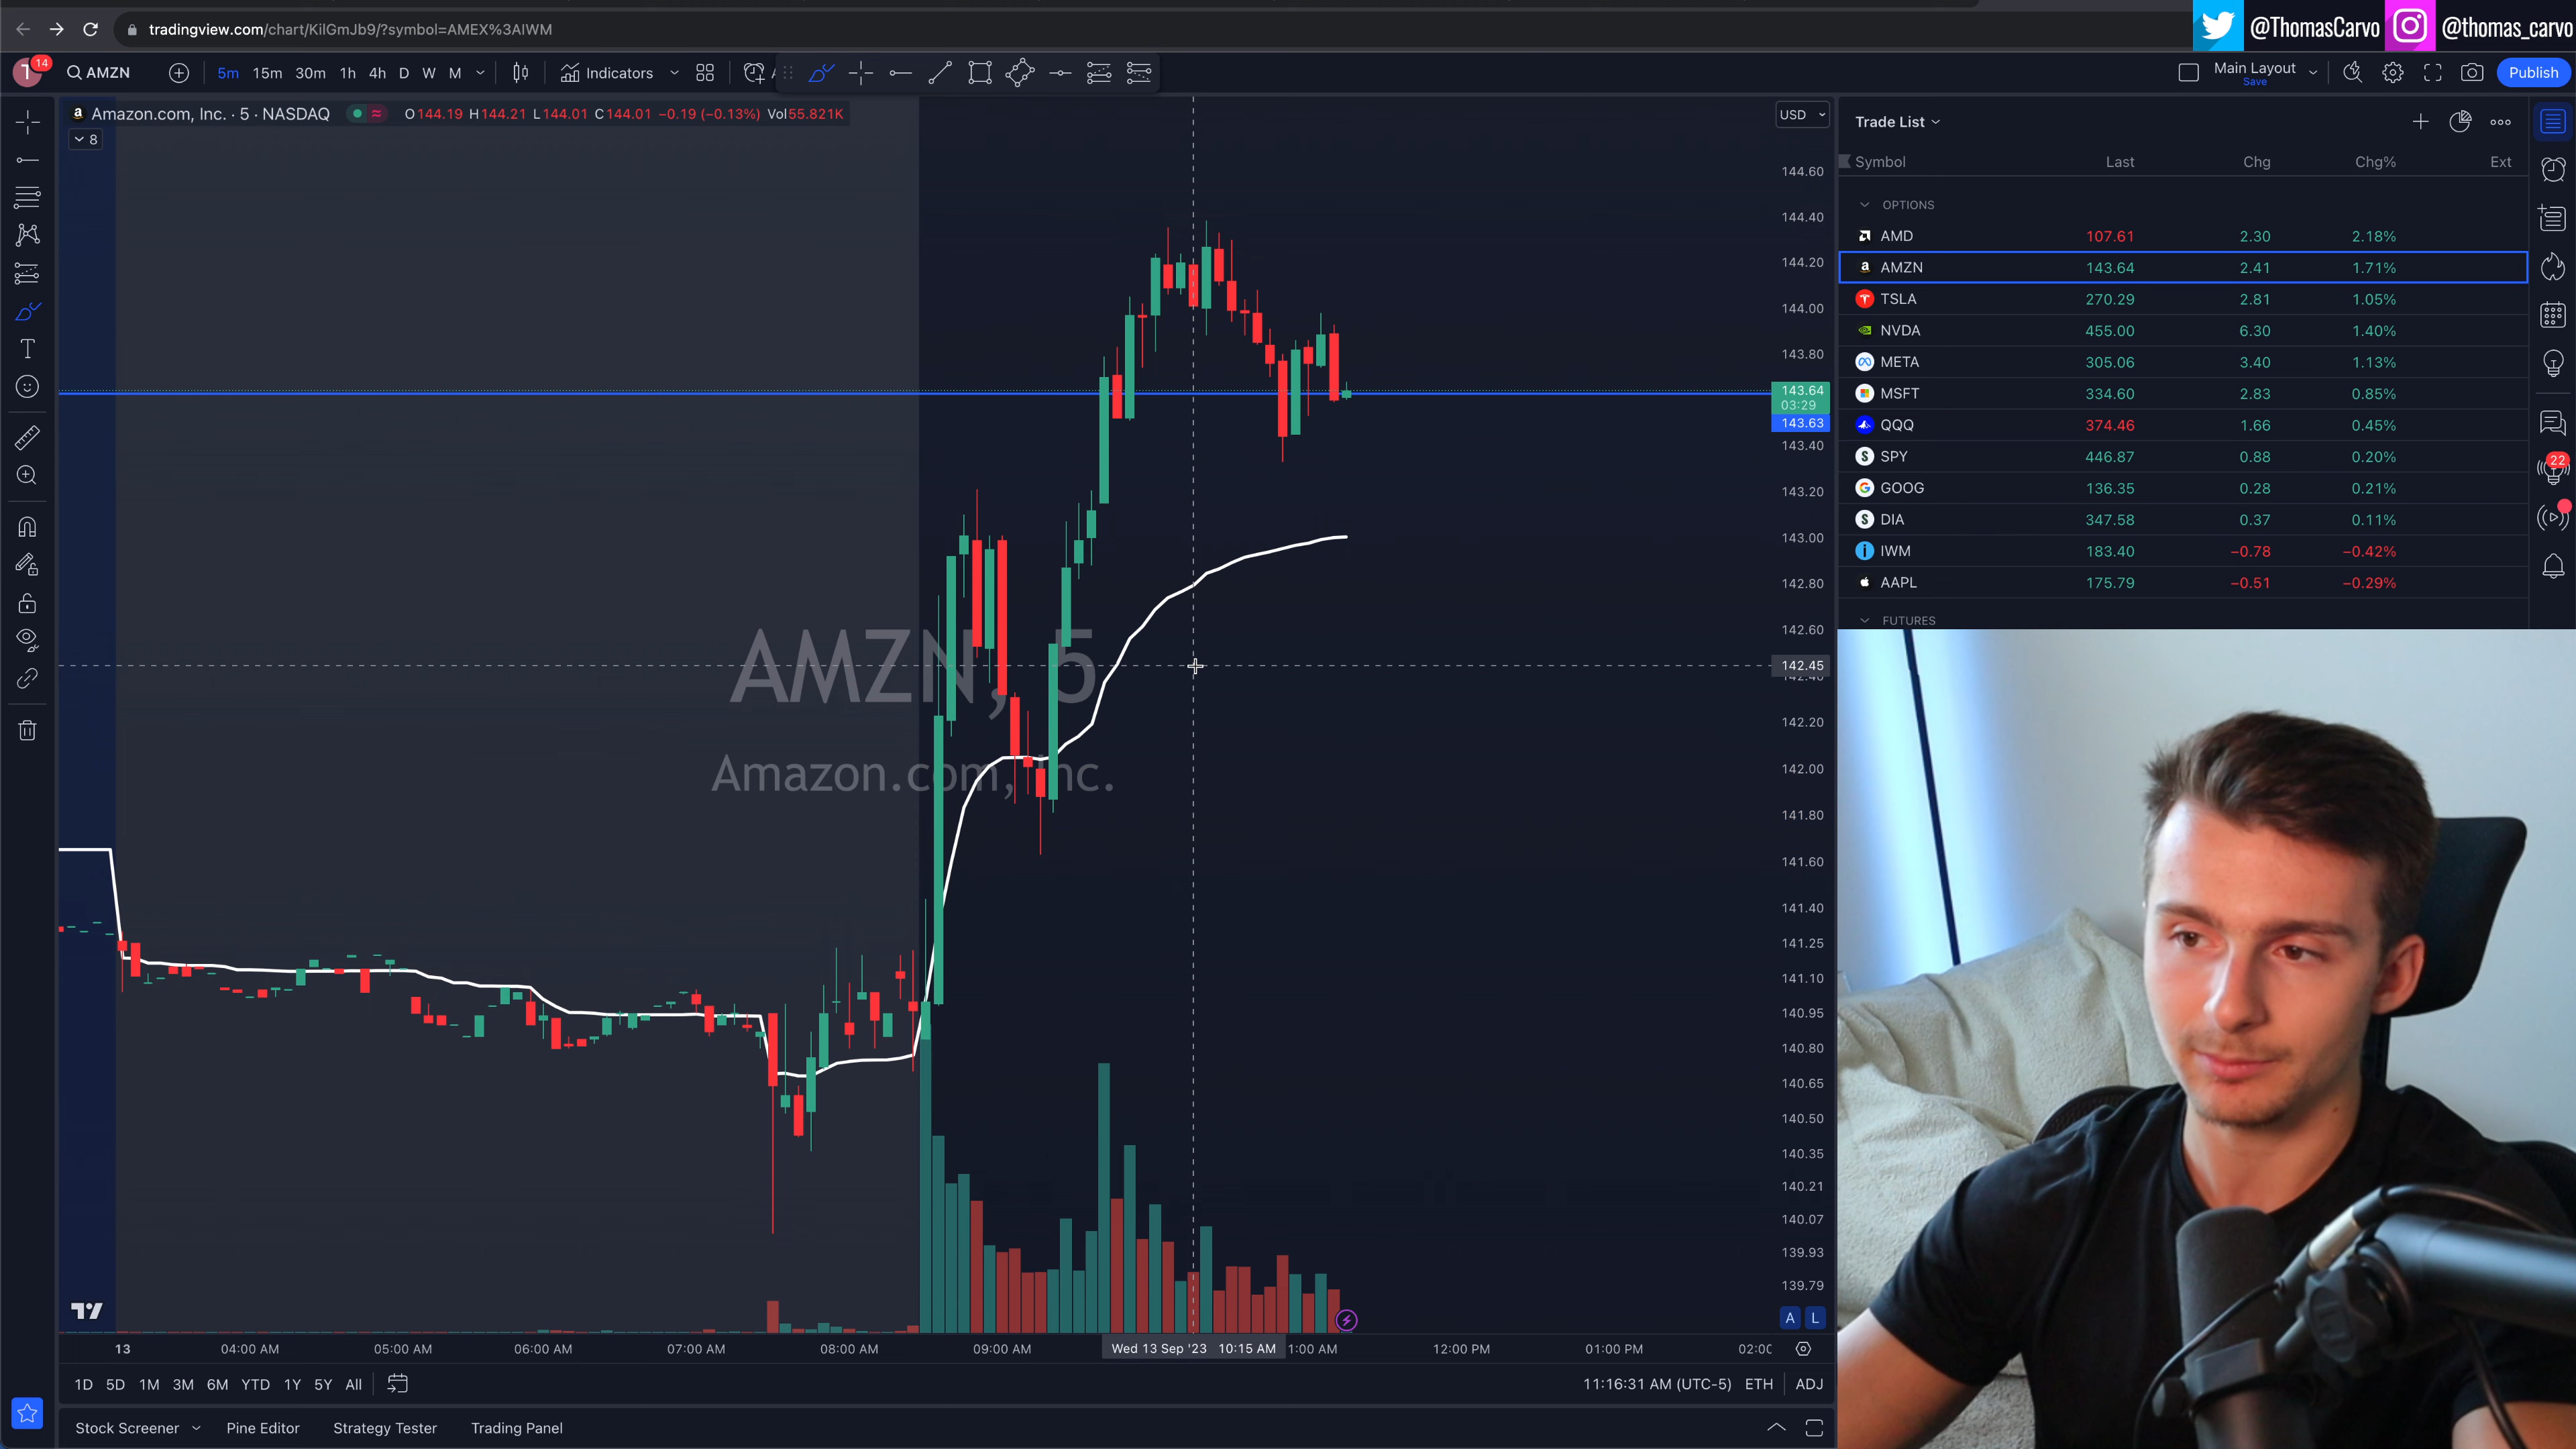 tradingview.com/chart/KilGmJb9/?symbol=AMEX%3AIWM
@ThomasCarvo @thomas_carvo
14
AMZN 5m 15m 30m 1h 4h D W M Indicators
Main Layout
Save
Publish
Amazon.com, Inc. · 5 · NASDAQ O144.19 H144.21 L144.01 C144.01 −0.19 (−0.13%) Vol55.821K
8
USD
144.60
144.40
144.20
144.00
143.80
143.64
03:29
143.63
143.40
143.20
143.00
142.80
142.60
142.45
142.40
142.20
142.00
141.80
141.60
141.40
141.25
141.10
140.95
140.80
140.65
140.50
140.35
140.21
140.07
139.93
139.79
A L
AMZN, 5
Amazon.com, Inc.
13 04:00 AM 05:00 AM 06:00 AM 07:00 AM 08:00 AM 09:00 AM Wed 13 Sep '23 10:15 AM 1:00 AM 12:00 PM 01:00 PM 02:00
1D 5D 1M 3M 6M YTD 1Y 5Y All
11:16:31 AM (UTC-5) ETH ADJ
Stock Screener Pine Editor Strategy Tester Trading Panel
Trade List
Symbol Last Chg Chg% Ext
OPTIONS
AMD 107.61 2.30 2.18%
AMZN 143.64 2.41 1.71%
TSLA 270.29 2.81 1.05%
NVDA 455.00 6.30 1.40%
META 305.06 3.40 1.13%
MSFT 334.60 2.83 0.85%
QQQ 374.46 1.66 0.45%
SPY 446.87 0.88 0.20%
GOOG 136.35 0.28 0.21%
DIA 347.58 0.37 0.11%
IWM 183.40 −0.78 −0.42%
AAPL 175.79 −0.51 −0.29%
FUTURES
22